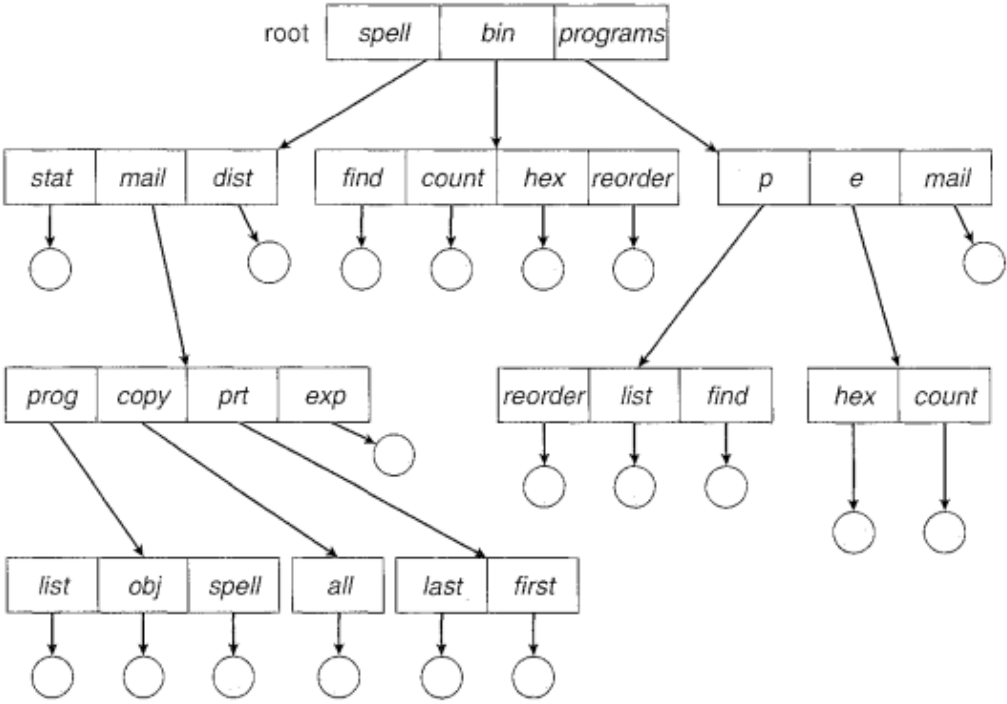 root spell bin programs
stat mail dist find count hex reorder p e mail
prog copy prt exp reorder list find hex count
list obj spell all last first